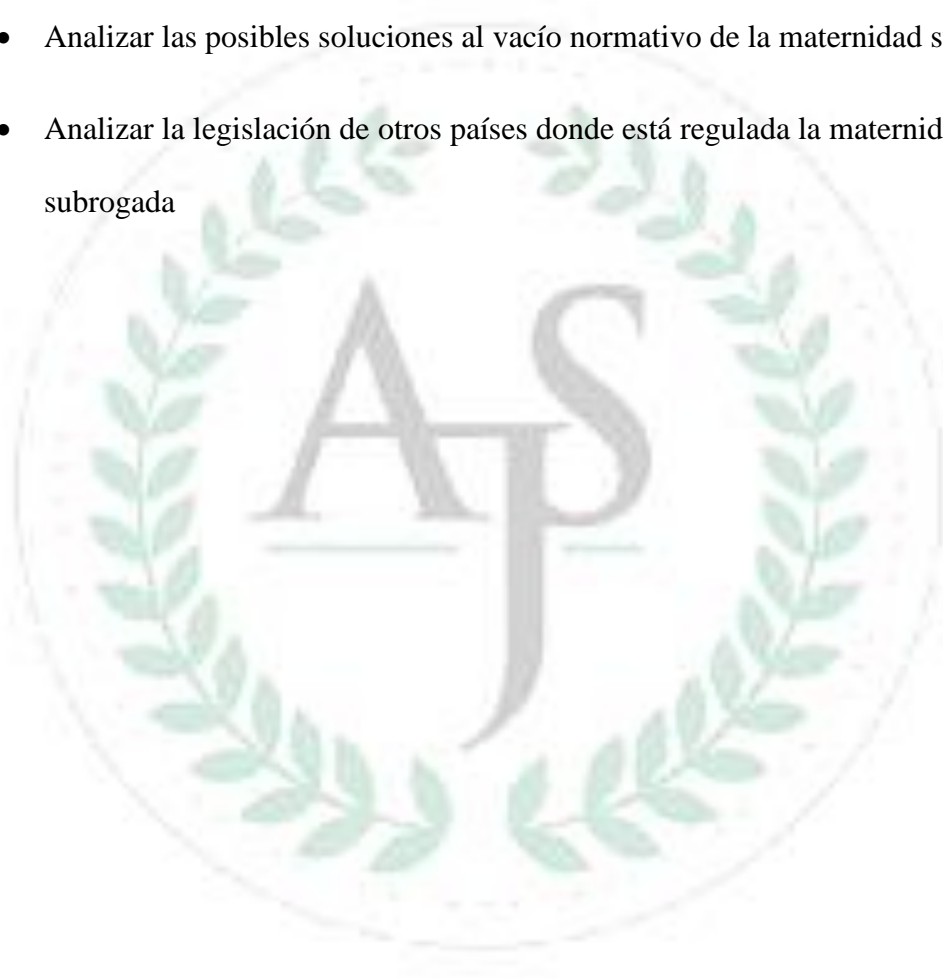 • Analizar las posibles soluciones al vacío normativo de la maternidad s
• Analizar la legislación de otros países donde está regulada la maternid
subrogada
AJS